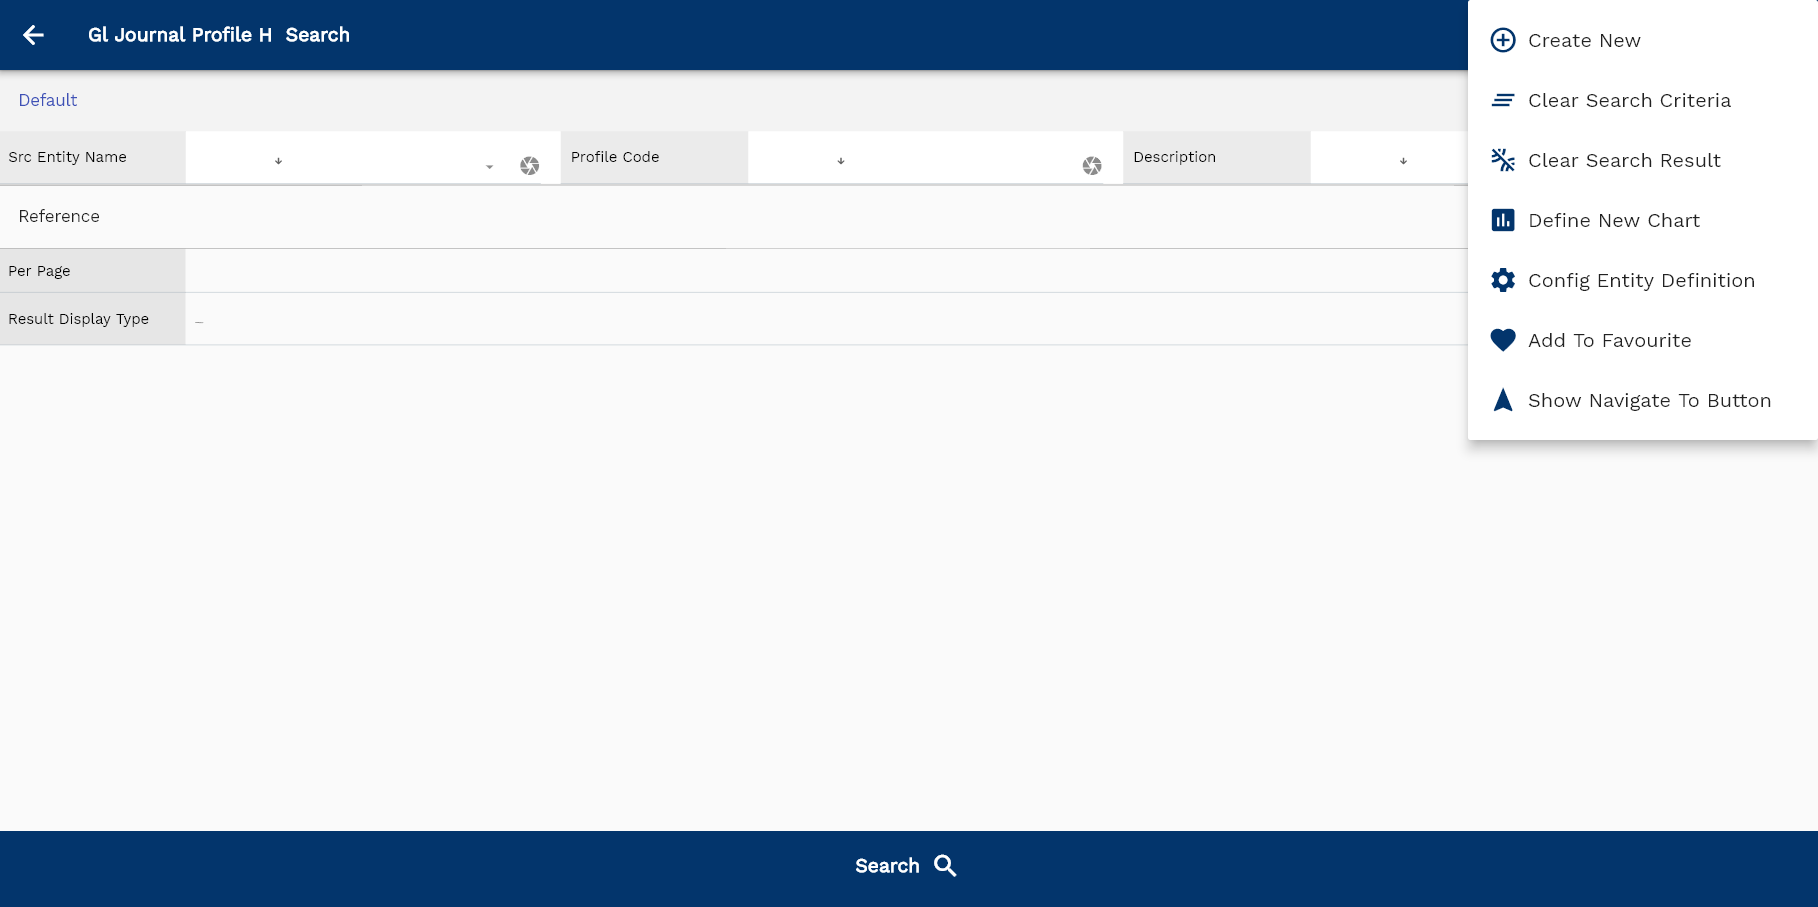 Gl Journal Profile H  Search
Default
Src Entity Name
Profile Code
Description
Reference
Per Page
Result Display Type
Create New
Clear Search Criteria
Clear Search Result
Define New Chart
Config Entity Definition
Add To Favourite
Show Navigate To Button
Search